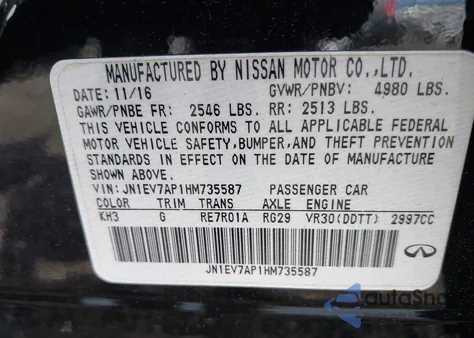 MANUFACTURED BY NISSAN MOTOR CO.,LTD.
DATE: 11/16 GVWR/PNBV: 4980 LBS.
GAWR/PNBE FR: 2546 LBS. RR: 2513 LBS.
THIS VEHICLE CONFORMS TO ALL APPLICABLE FEDERAL
MOTOR VEHICLE SAFETY, BUMPER, AND THEFT PREVENTION
STANDARDS IN EFFECT ON THE DATE OF MANUFACTURE
SHOWN ABOVE.
VIN: JN1EV7AP1HM735587 PASSENGER CAR
COLOR TRIM TRANS AXLE ENGINE
KH3 G RE7R01A RG29 VR30(DDTT) 2997CC
JN1EV7AP1HM735587
INFINITI